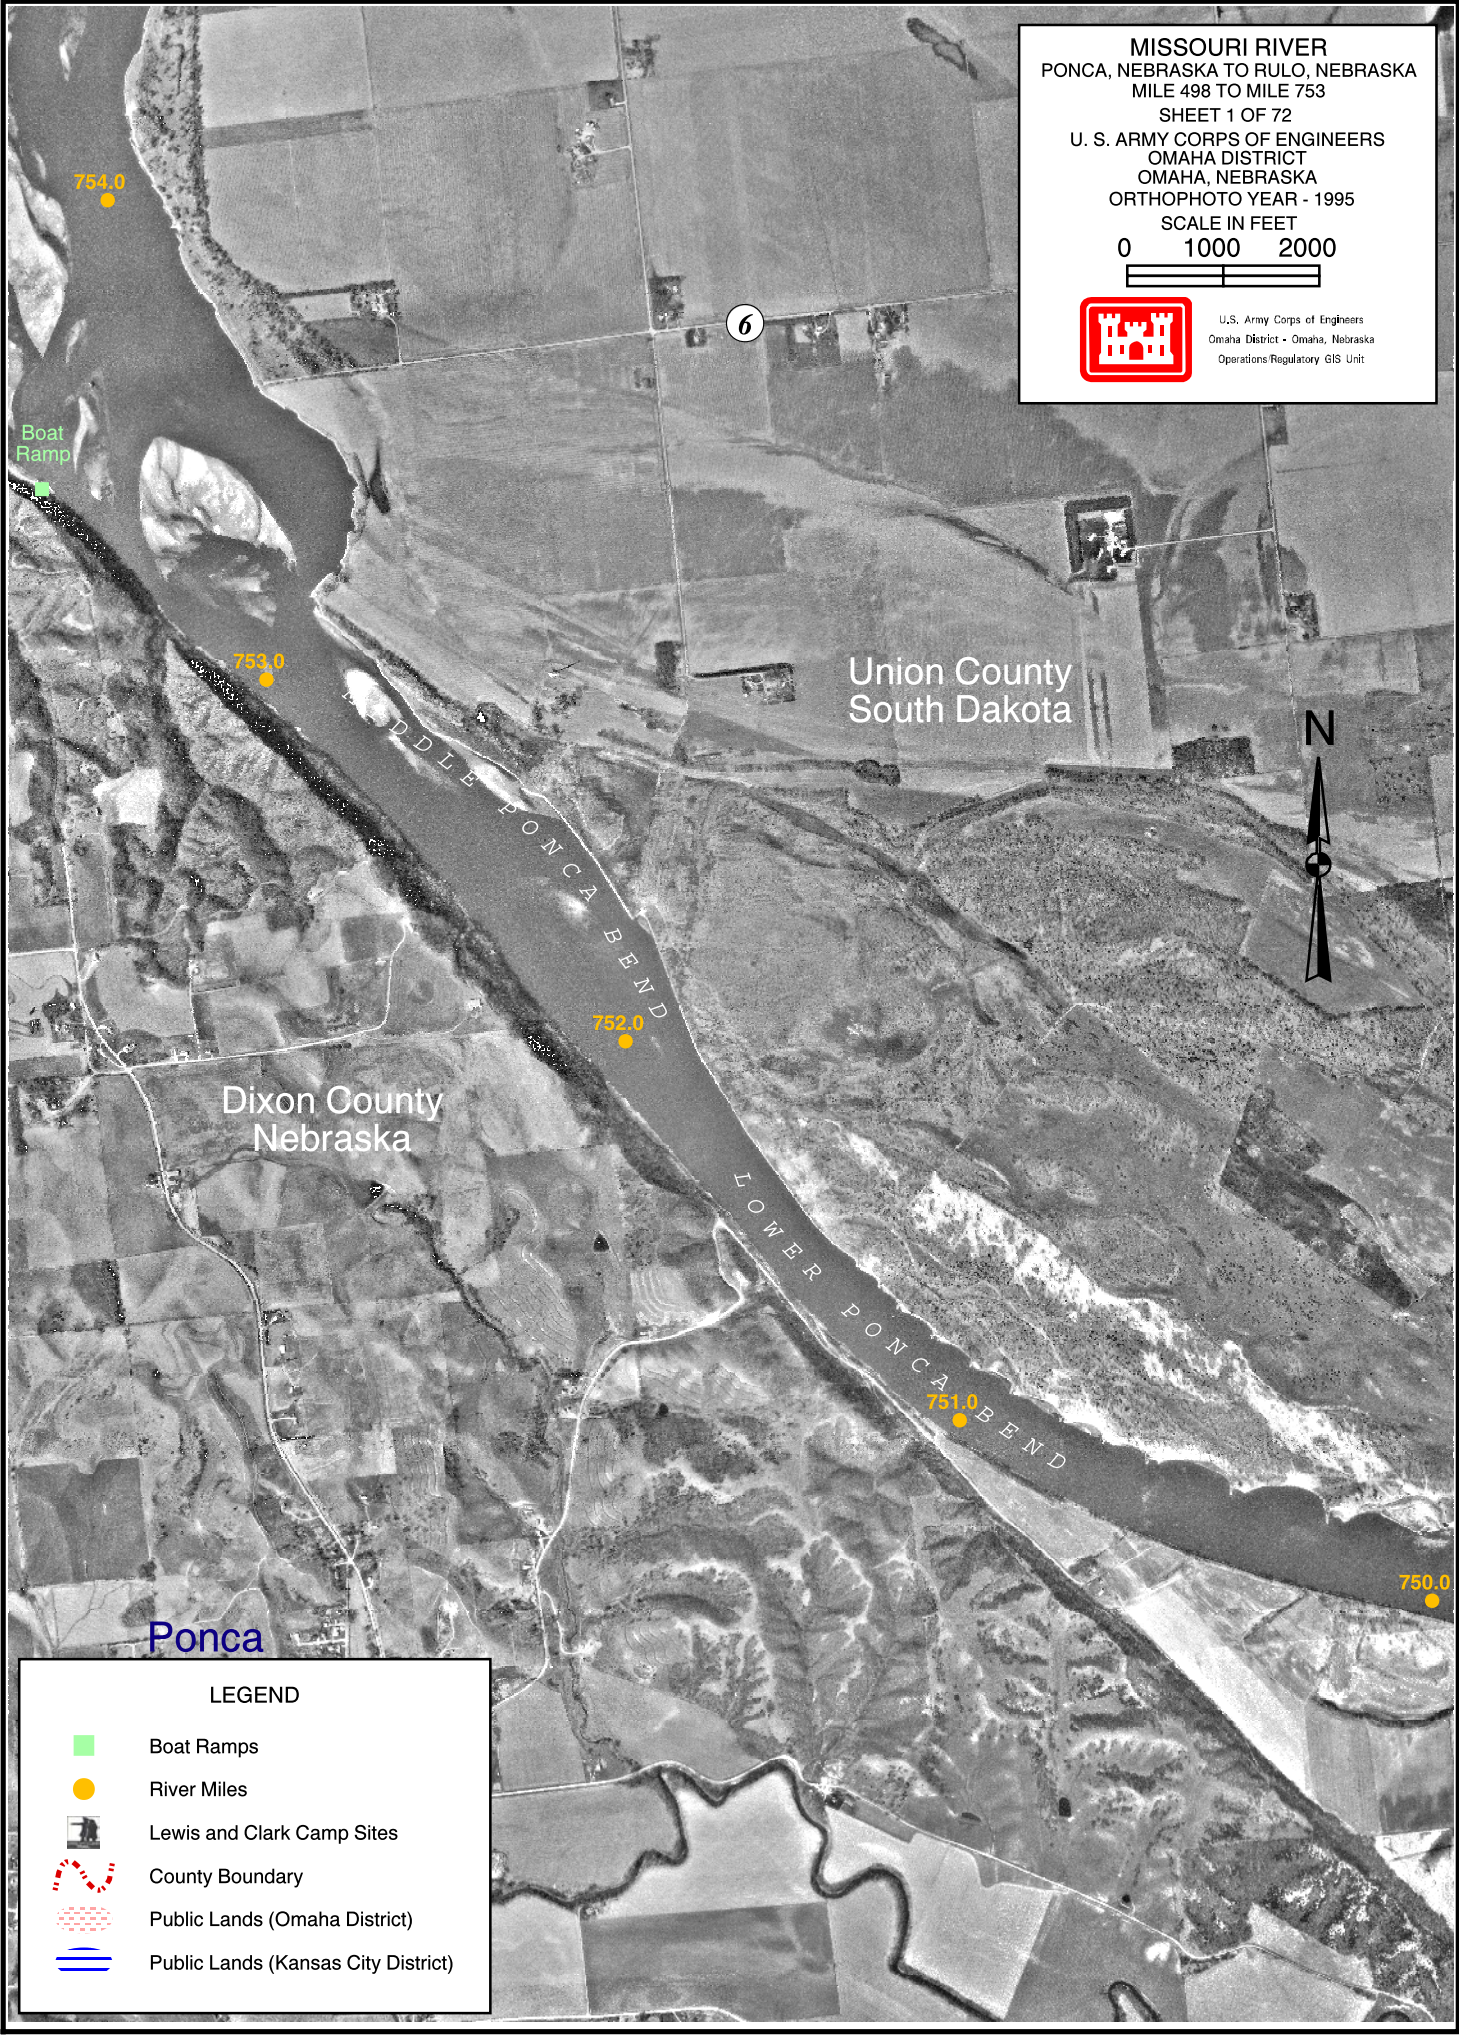 MISSOURI RIVER
PONCA, NEBRASKA TO RULO, NEBRASKA
MILE 498 TO MILE 753
SHEET 1 OF 72
U. S. ARMY CORPS OF ENGINEERS
OMAHA DISTRICT
OMAHA, NEBRASKA
ORTHOPHOTO YEAR - 1995
SCALE IN FEET
0 1000 2000
U.S. Army Corps of Engineers
Omaha District - Omaha, Nebraska
Operations/Regulatory GIS Unit
754.0
6
Boat
Ramp
753.0
Union County
South Dakota
N
MIDDLE PONCA BEND
752.0
Dixon County
Nebraska
LOWER PONCA BEND
751.0
750.0
Ponca
LEGEND
Boat Ramps
River Miles
Lewis and Clark Camp Sites
County Boundary
Public Lands (Omaha District)
Public Lands (Kansas City District)